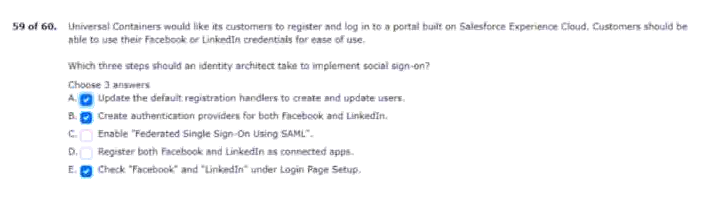 59 of 60. Universal Containers would like its customers to register and log in to a portal built on Salesforce Experience Cloud. Customers should be
able to use their Facebook or LinkedIn credentials for ease of use.
Which three steps should an identity architect take to implement social sign-on?
Choose 3 answers
A. Update the default registration handlers to create and update users.
B. Create authentication providers for both Facebook and LinkedIn.
C. Enable "Federated Single Sign-On Using SAML".
D. Register both Facebook and LinkedIn as connected apps.
E. Check "Facebook" and "LinkedIn" under Login Page Setup.